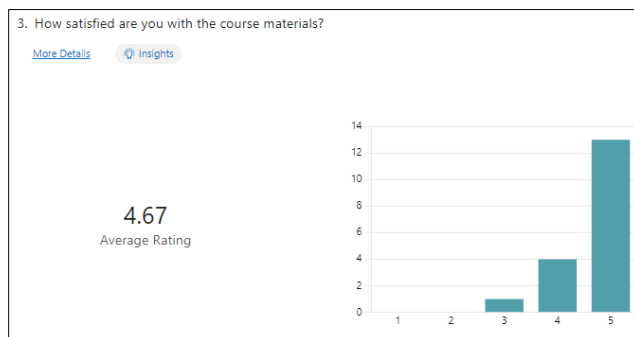 3. How satisfied are you with the course materials?
More Details
Insights
4.67
Average Rating
14
12
10
8
6
4
2
0
1 2 3 4 5